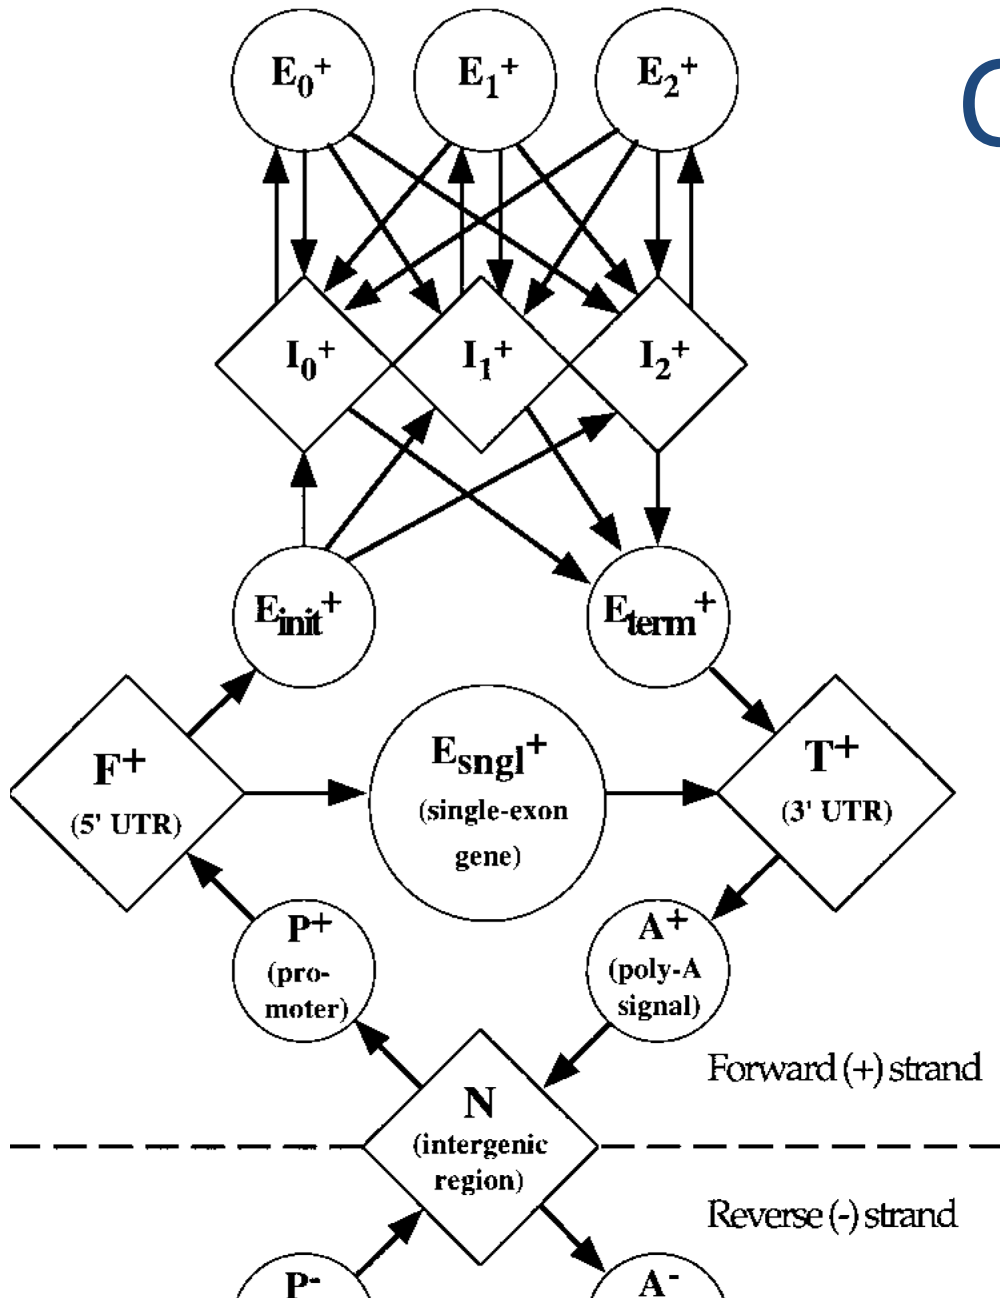 E₀⁺ E₁⁺ E₂⁺
C
I₀⁺ I₁⁺ I₂⁺
Einit⁺ Eterm⁺
F⁺
(5' UTR)
Esngl⁺
(single-exon
gene)
T⁺
(3' UTR)
P⁺
(pro-
moter)
A⁺
(poly-A
signal)
Forward (+) strand
N
(intergenic
region)
Reverse (-) strand
P⁻ A⁻